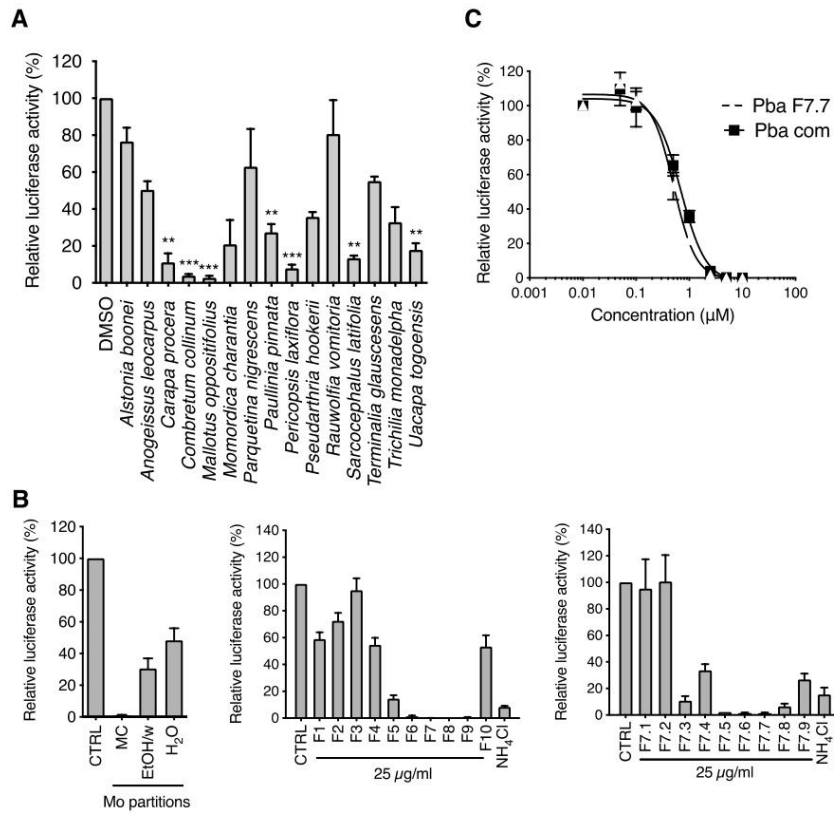 A
Relative luciferase activity (%)
120
100
80
60
40
20
0
DMSO
Alstonia boonei
Anogeissus leocarpus
Carapa procera
Combretum collinum
Mallotus oppositifolius
Momordica charantia
Parquetina nigrescens
Paullinia pinnata
Pericopsis laxiflora
Pseudarthria hookerii
Rauwolfia vomitoria
Sarcocephalus latifolia
Terminalia glauscesens
Trichilia monadelpha
Uacapa togoensis
**
***
***
**
***
**
**
C
Relative luciferase activity (%)
120
100
80
60
40
20
0
0.001
0.01
0.1
1
10
100
Concentration (µM)
Pba F7.7
Pba com
B
Relative luciferase activity (%)
120
100
80
60
40
20
0
CTRL
MC
EtOH/w
H2O
Mo partitions
Relative luciferase activity (%)
140
120
100
80
60
40
20
0
CTRL
F1
F2
F3
F4
F5
F6
F7
F8
F9
F10
NH4Cl
25 µg/ml
Relative luciferase activity (%)
140
120
100
80
60
40
20
0
CTRL
F7.1
F7.2
F7.3
F7.4
F7.5
F7.6
F7.7
F7.8
F7.9
NH4Cl
25 µg/ml